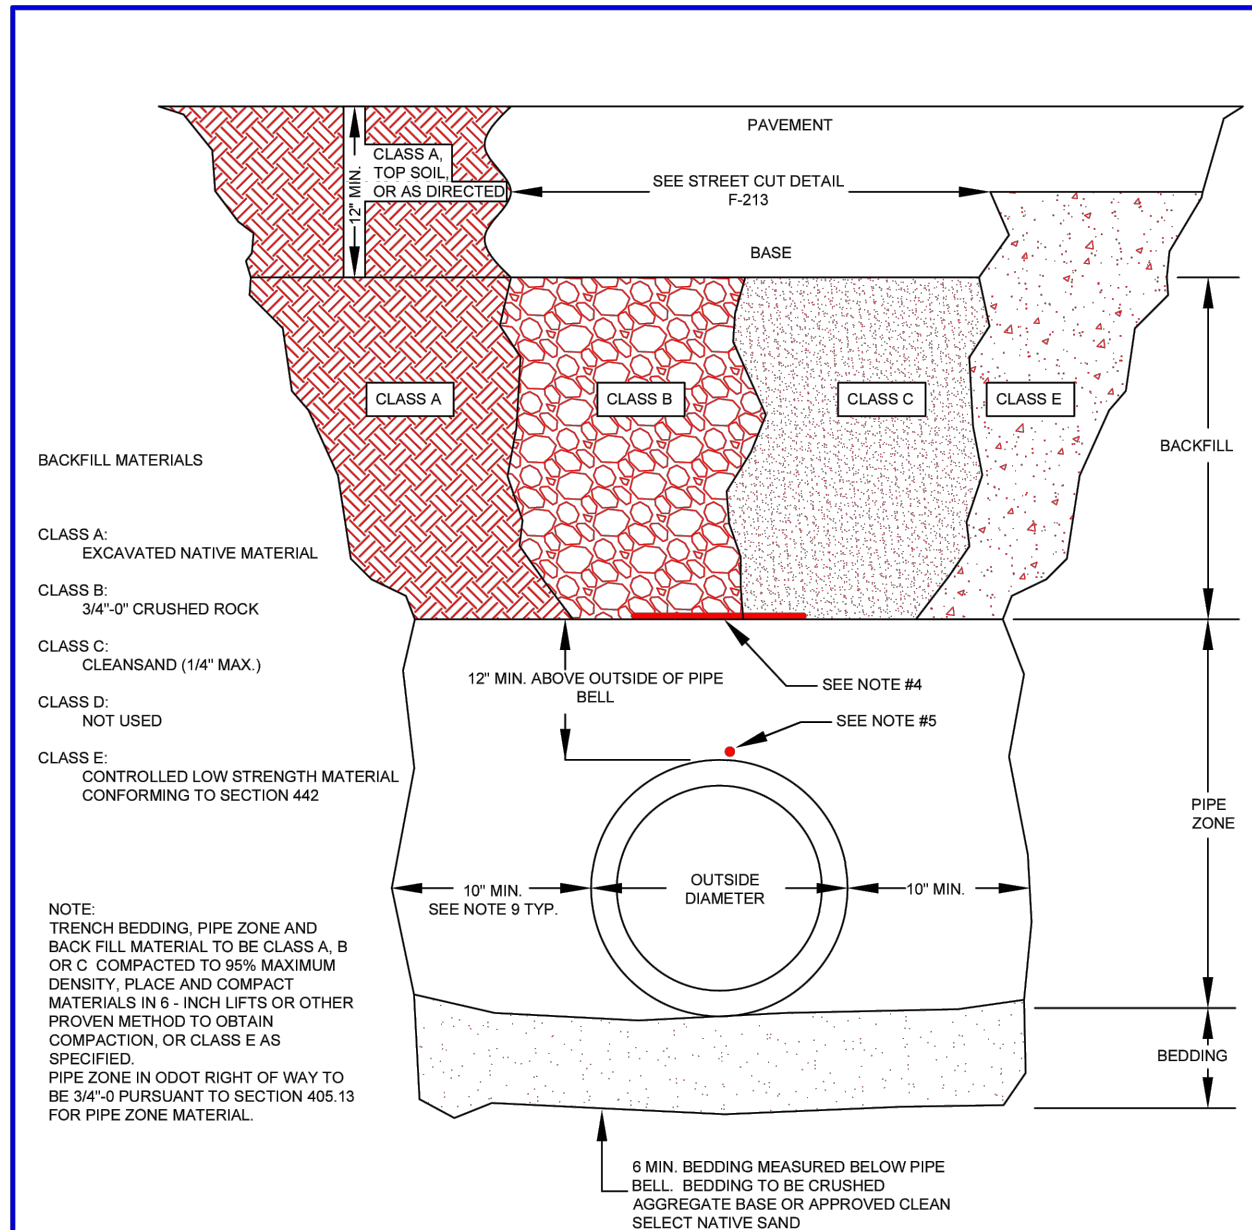 PAVEMENT
12" MIN.
CLASS A,
TOP SOIL,
OR AS DIRECTED
SEE STREET CUT DETAIL
F-213
BASE
CLASS A
CLASS B
CLASS C
CLASS E
BACKFILL
BACKFILL MATERIALS
CLASS A:
EXCAVATED NATIVE MATERIAL
CLASS B:
3/4"-0" CRUSHED ROCK
CLASS C:
CLEANSAND (1/4" MAX.)
CLASS D:
NOT USED
CLASS E:
CONTROLLED LOW STRENGTH MATERIAL
CONFORMING TO SECTION 442
12" MIN. ABOVE OUTSIDE OF PIPE
BELL
SEE NOTE #4
SEE NOTE #5
PIPE
ZONE
10" MIN.
SEE NOTE 9 TYP.
OUTSIDE
DIAMETER
10" MIN.
NOTE:
TRENCH BEDDING, PIPE ZONE AND
BACK FILL MATERIAL TO BE CLASS A, B
OR C COMPACTED TO 95% MAXIMUM
DENSITY, PLACE AND COMPACT
MATERIALS IN 6 - INCH LIFTS OR OTHER
PROVEN METHOD TO OBTAIN
COMPACTION, OR CLASS E AS
SPECIFIED.
PIPE ZONE IN ODOT RIGHT OF WAY TO
BE 3/4"-0 PURSUANT TO SECTION 405.13
FOR PIPE ZONE MATERIAL.
BEDDING
6 MIN. BEDDING MEASURED BELOW PIPE
BELL. BEDDING TO BE CRUSHED
AGGREGATE BASE OR APPROVED CLEAN
SELECT NATIVE SAND